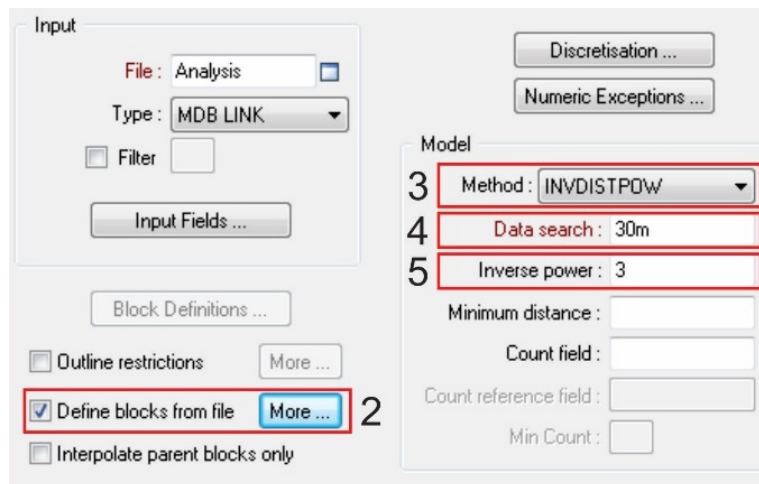 Input
File : Analysis
Type : MDB LINK
Filter
Input Fields ...
Block Definitions ...
Outline restrictions More ...
Define blocks from file More ... 2
Interpolate parent blocks only
Discretisation ...
Numeric Exceptions ...
Model
3 Method : INVDISTPOW
4 Data search : 30m
5 Inverse power : 3
Minimum distance :
Count field :
Count reference field :
Min Count :